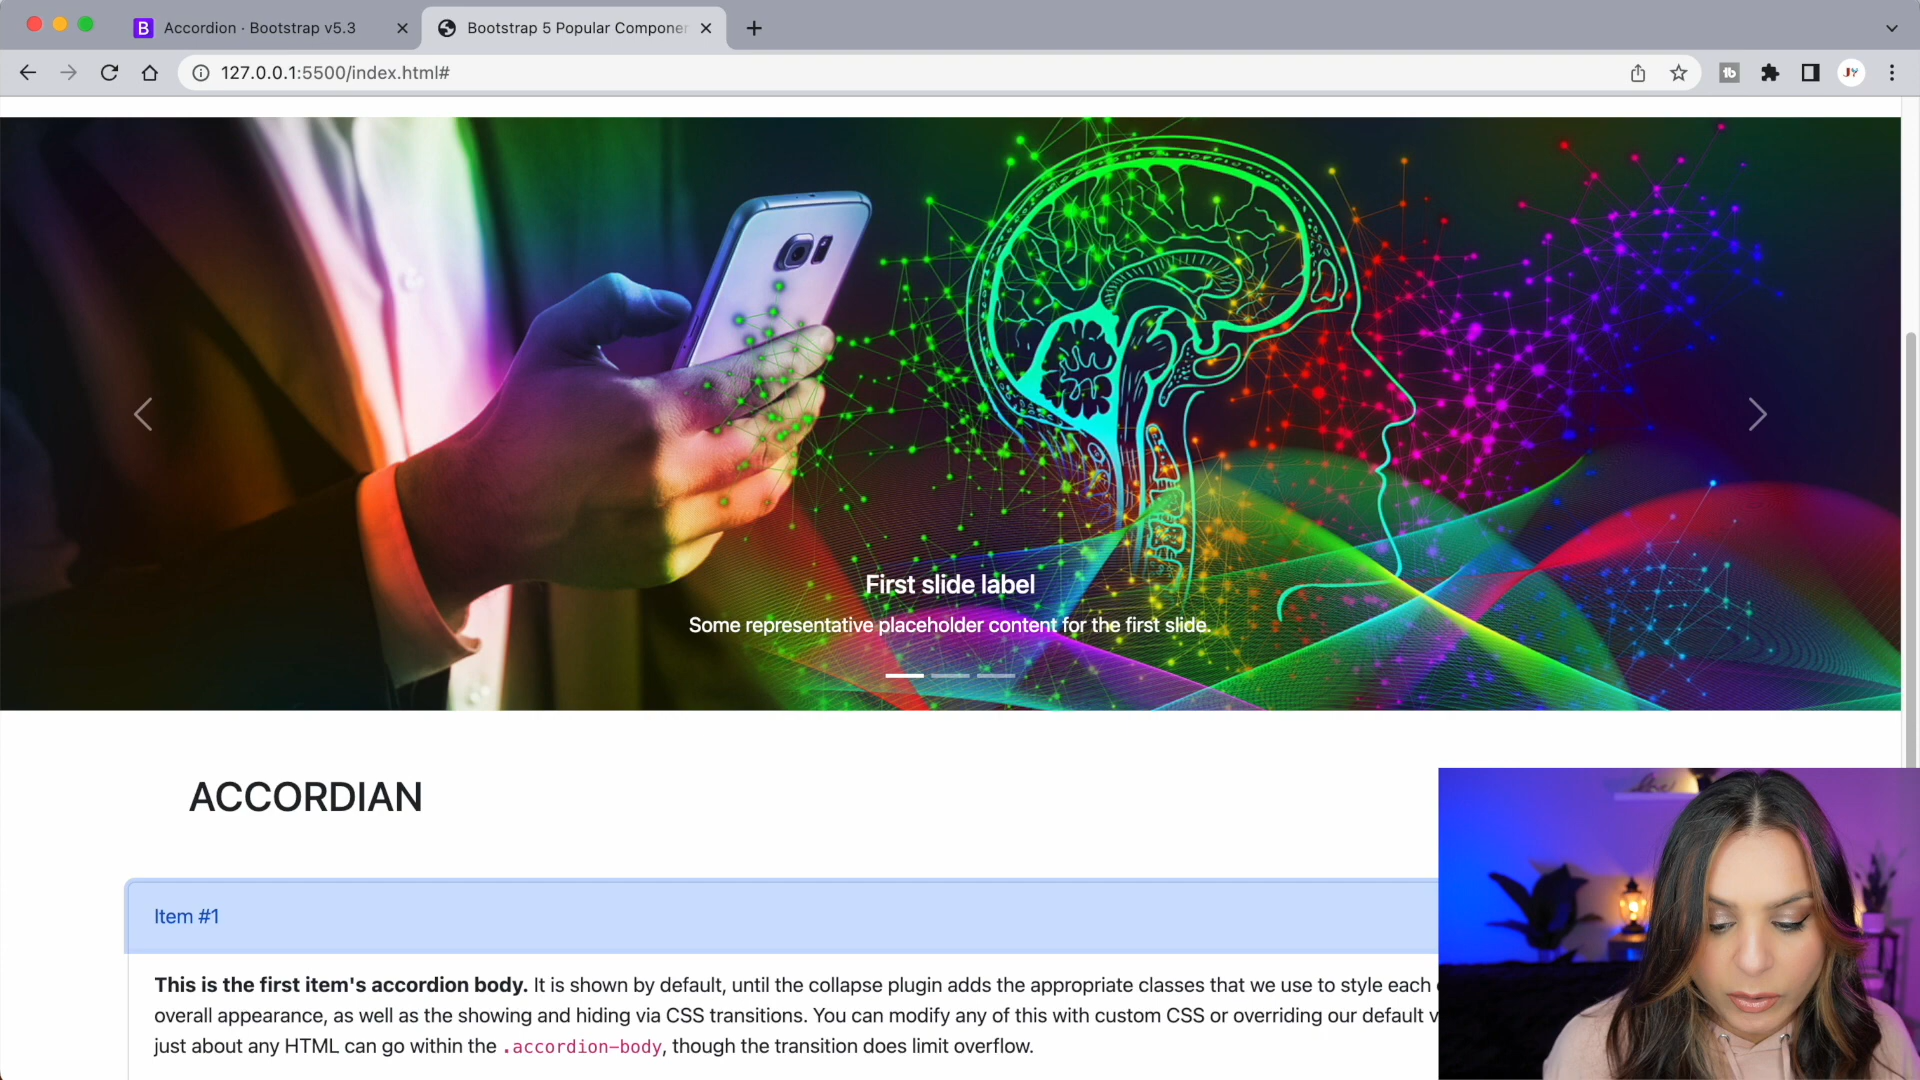 Accordion · Bootstrap v5.3
Bootstrap 5 Popular Componen
127.0.0.1:5500/index.html#
First slide label
Some representative placeholder content for the first slide.
ACCORDIAN
Item #1
This is the first item's accordion body. It is shown by default, until the collapse plugin adds the appropriate classes that we use to style each
overall appearance, as well as the showing and hiding via CSS transitions. You can modify any of this with custom CSS or overriding our default v
just about any HTML can go within the .accordion-body, though the transition does limit overflow.